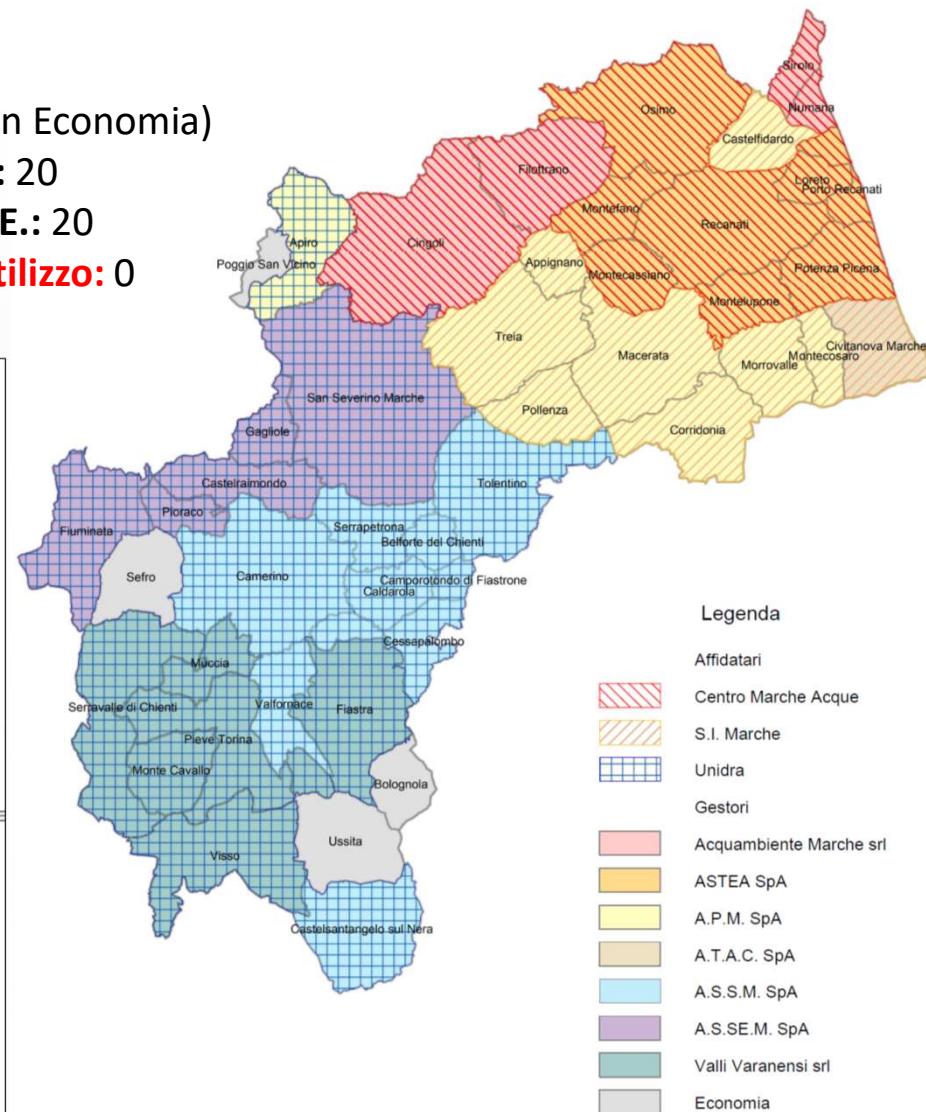 n Economia)
: 20
E.: 20
tilizzo: 0
Sirolo
Numana
Osimo
Castelfidardo
Filottrano
Loreto
Porto Recanati
Montefano
Recanati
Apiro
Cingoli
Poggio San Vicino
Appignano
Montecassiano
Potenza Picena
Montelupone
Treia
Civitanova Marche
Macerata
Montecosaro
Morrovalle
San Severino Marche
Pollenza
Gagliole
Corridonia
Castelraimondo
Tolentino
Pioraco
Fiuminata
Serrapetrona
Belforte del Chienti
Sefro
Camerino
Camporotondo di Fiastrone
Caldarola
Cessapalombo
Muccia
Serravalle di Chienti
Valfornace
Fiastra
Pieve Torina
Monte Cavallo
Bolognola
Ussita
Visso
Castelsantangelo sul Nera
Legenda
Affidatari
Centro Marche Acque
S.I. Marche
Unidra
Gestori
Acquambiente Marche srl
ASTEA SpA
A.P.M. SpA
A.T.A.C. SpA
A.S.S.M. SpA
A.S.SE.M. SpA
Valli Varanensi srl
Economia